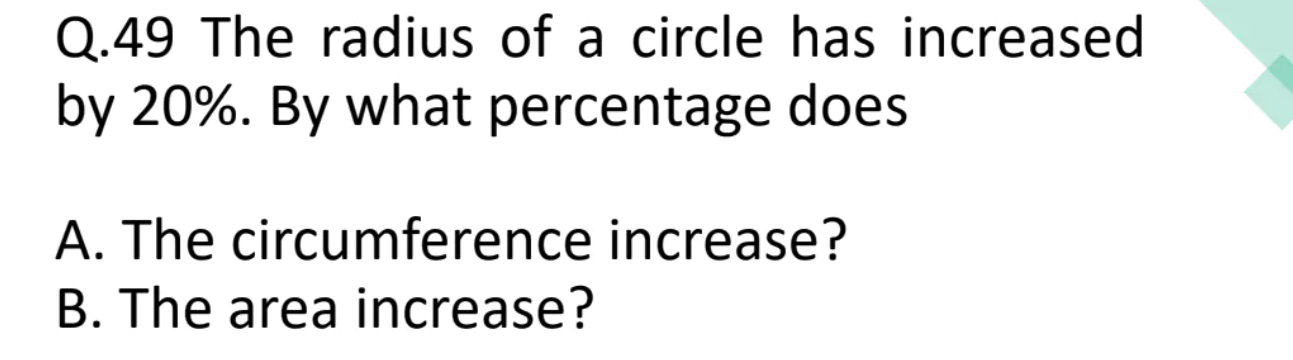 Q.49 The radius of a circle has increased
by 20%. By what percentage does
A. The circumference increase?
B. The area increase?